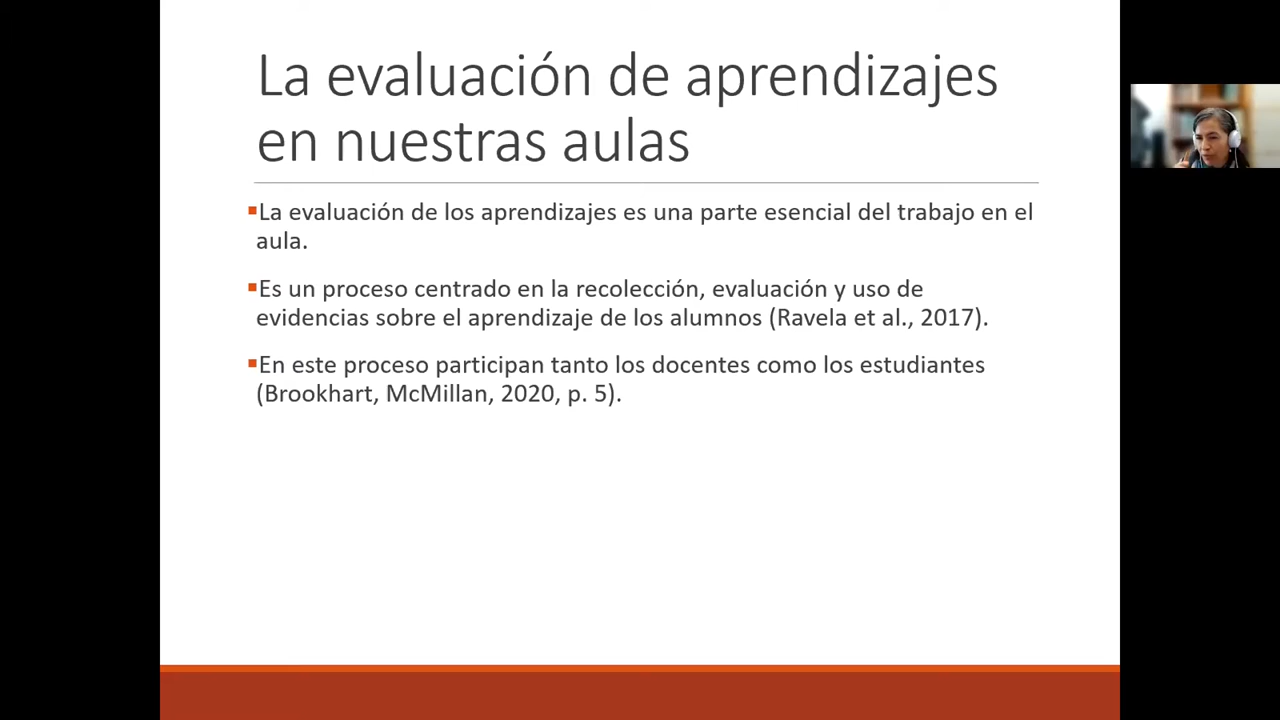 La evaluación de aprendizajes
en nuestras aulas
▪La evaluación de los aprendizajes es una parte esencial del trabajo en el
aula.
▪Es un proceso centrado en la recolección, evaluación y uso de
evidencias sobre el aprendizaje de los alumnos (Ravela et al., 2017).
▪En este proceso participan tanto los docentes como los estudiantes
(Brookhart, McMillan, 2020, p. 5).